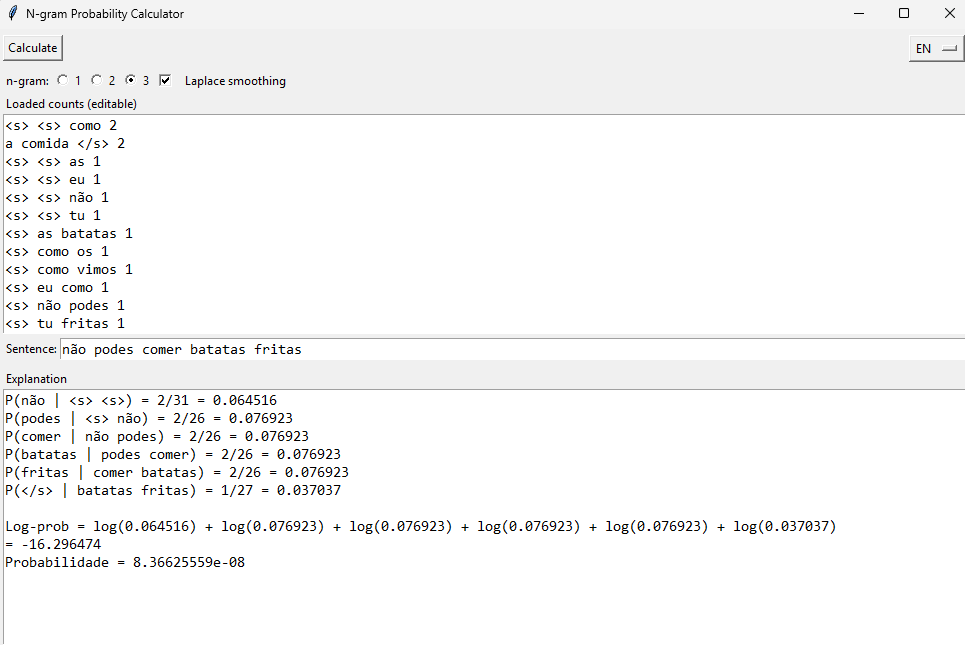 N-gram Probability Calculator
Calculate
EN
n-gram: 1 2 3 Laplace smoothing
Loaded counts (editable)
<s> <s> como 2
a comida </s> 2
<s> <s> as 1
<s> <s> eu 1
<s> <s> não 1
<s> <s> tu 1
<s> as batatas 1
<s> como os 1
<s> como vimos 1
<s> eu como 1
<s> não podes 1
<s> tu fritas 1
Sentence: não podes comer batatas fritas
Explanation
P(não | <s> <s>) = 2/31 = 0.064516
P(podes | <s> não) = 2/26 = 0.076923
P(comer | não podes) = 2/26 = 0.076923
P(batatas | podes comer) = 2/26 = 0.076923
P(fritas | comer batatas) = 2/26 = 0.076923
P(</s> | batatas fritas) = 1/27 = 0.037037
Log-prob = log(0.064516) + log(0.076923) + log(0.076923) + log(0.076923) + log(0.076923) + log(0.037037)
= -16.296474
Probabilidade = 8.36625559e-08